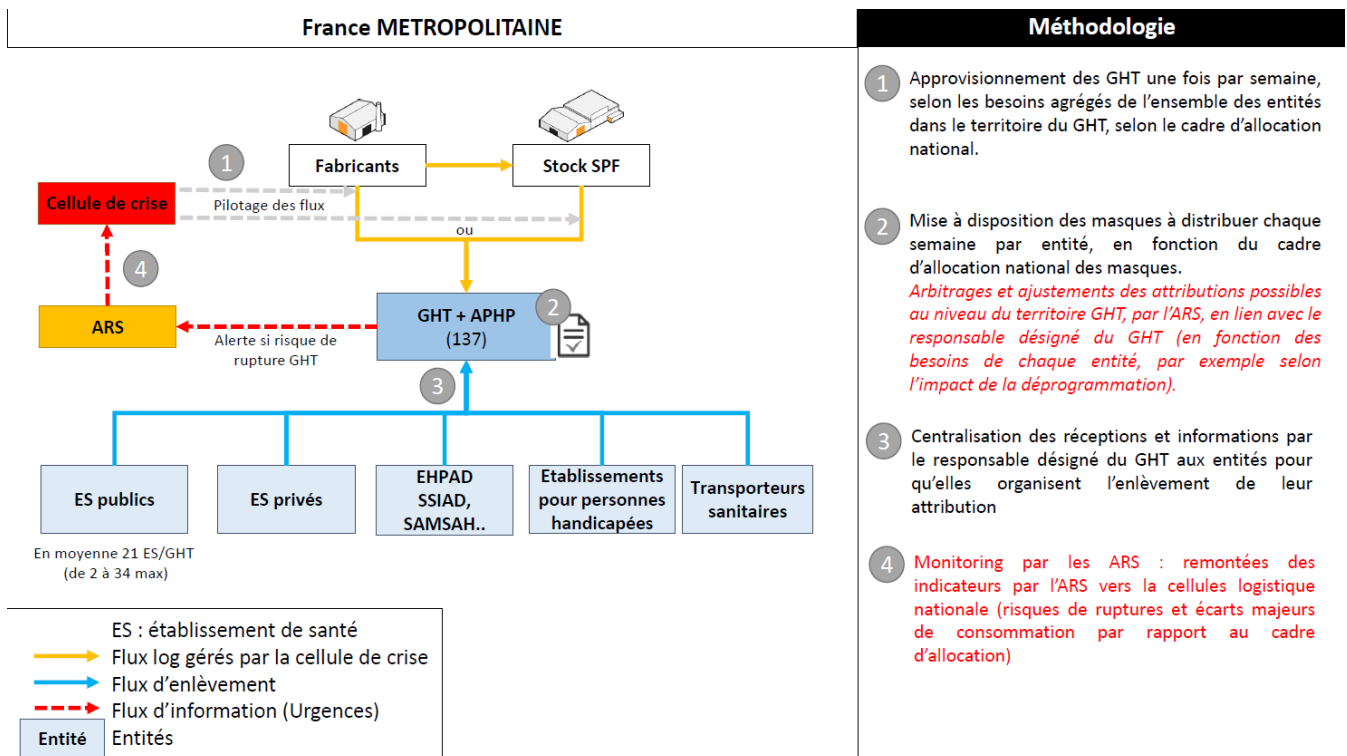 France METROPOLITAINE
Fabricants
Stock SPF
1
Cellule de crise
Pilotage des flux
ou
4
ARS
Alerte si risque de
rupture GHT
GHT + APHP
(137)
2
3
ES publics
ES privés
EHPAD
SSIAD,
SAMSAH..
Etablissements
pour personnes
handicapées
Transporteurs
sanitaires
En moyenne 21 ES/GHT
(de 2 à 34 max)
ES : établissement de santé
Flux log gérés par la cellule de crise
Flux d’enlèvement
Flux d’information (Urgences)
Entité Entités
Méthodologie
1
Approvisionnement des GHT une fois par semaine,
selon les besoins agrégés de l’ensemble des entités
dans le territoire du GHT, selon le cadre d’allocation
national.
2
Mise à disposition des masques à distribuer chaque
semaine par entité, en fonction du cadre
d’allocation national des masques.
Arbitrages et ajustements des attributions possibles
au niveau du territoire GHT, par l’ARS, en lien avec le
responsable désigné du GHT (en fonction des
besoins de chaque entité, par exemple selon
l’impact de la déprogrammation).
3
Centralisation des réceptions et informations par
le responsable désigné du GHT aux entités pour
qu’elles organisent l’enlèvement de leur
attribution
4
Monitoring par les ARS : remontées des
indicateurs par l’ARS vers la cellules logistique
nationale (risques de ruptures et écarts majeurs
de consommation par rapport au cadre
d’allocation)